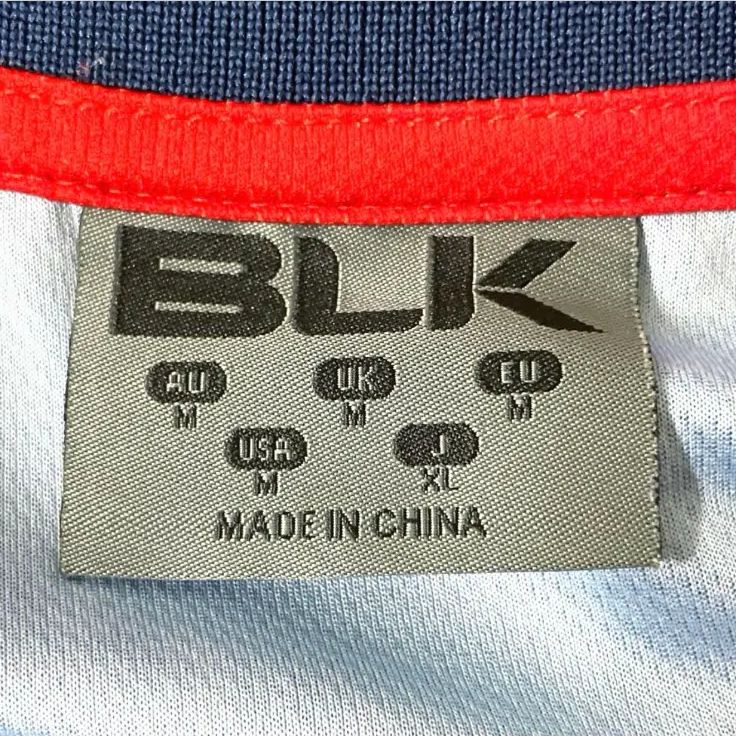 BLK
AU UK EU
M M M
USA J
M XL
MADE IN CHINA